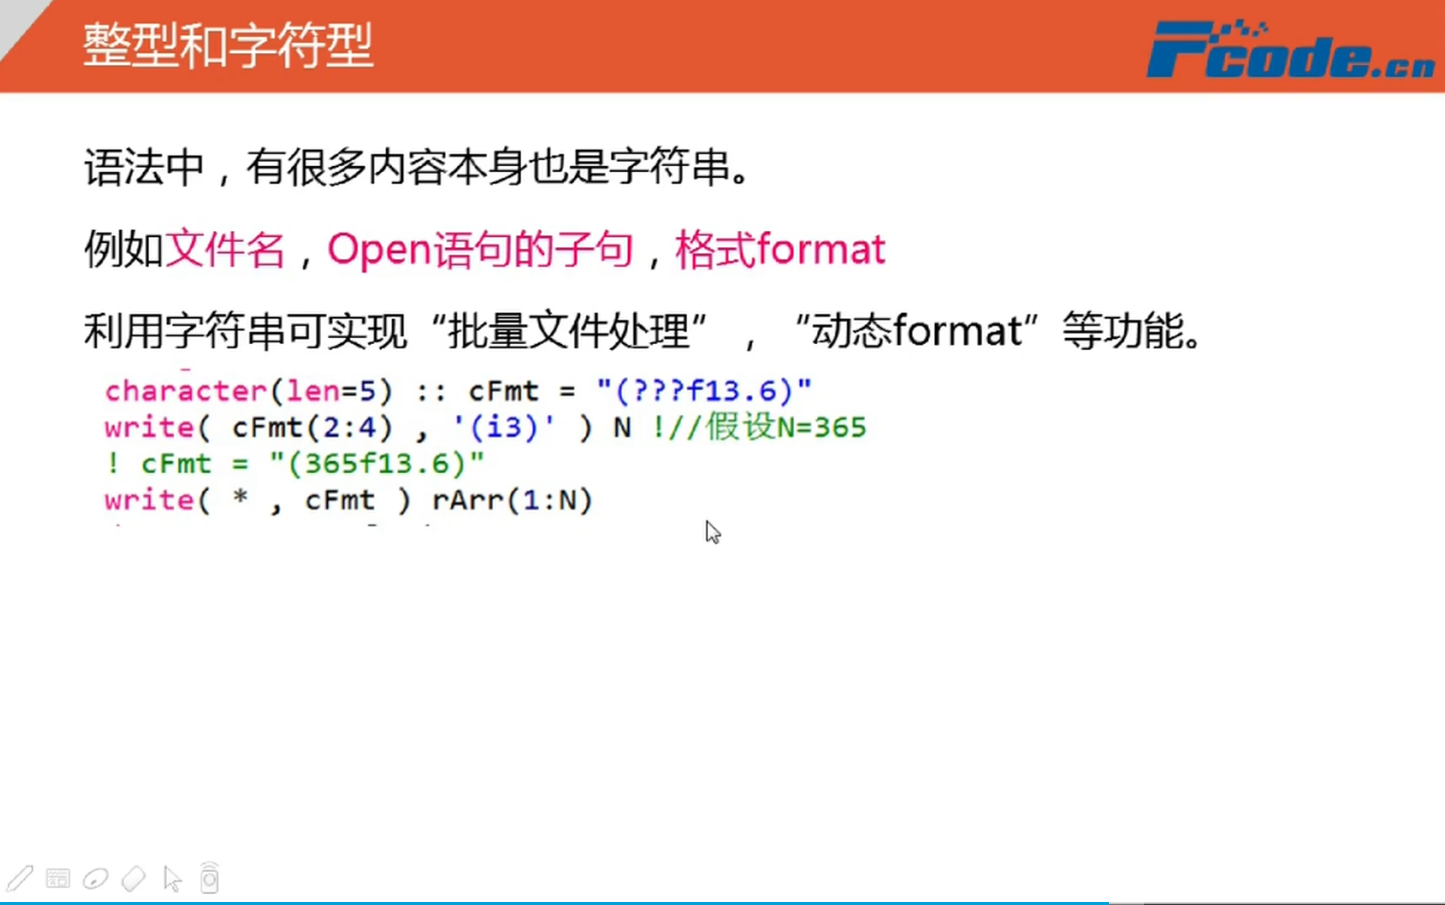 整型和字符型
Fcode.cn
语法中，有很多内容本身也是字符串。
例如文件名，Open语句的子句，格式format
利用字符串可实现“批量文件处理”，“动态format”等功能。
character(len=5) :: cFmt = "(???f13.6)"
write( cFmt(2:4) , '(i3)' ) N !//假设N=365
! cFmt = "(365f13.6)"
write( * , cFmt ) rArr(1:N)